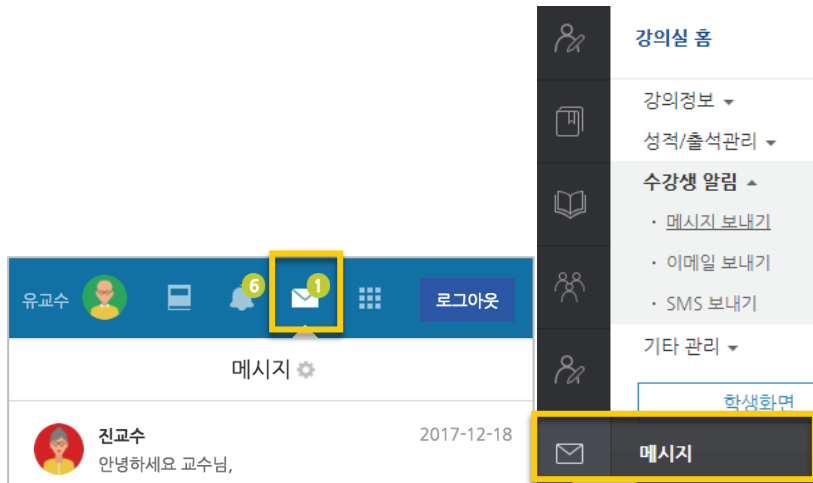 유교수
6
1
로그아웃
메시지
진교수
2017-12-18
안녕하세요 교수님,
강의실 홈
강의정보
성적/출석관리
수강생 알림
· 메시지 보내기
· 이메일 보내기
· SMS 보내기
기타 관리
학생화면
메시지